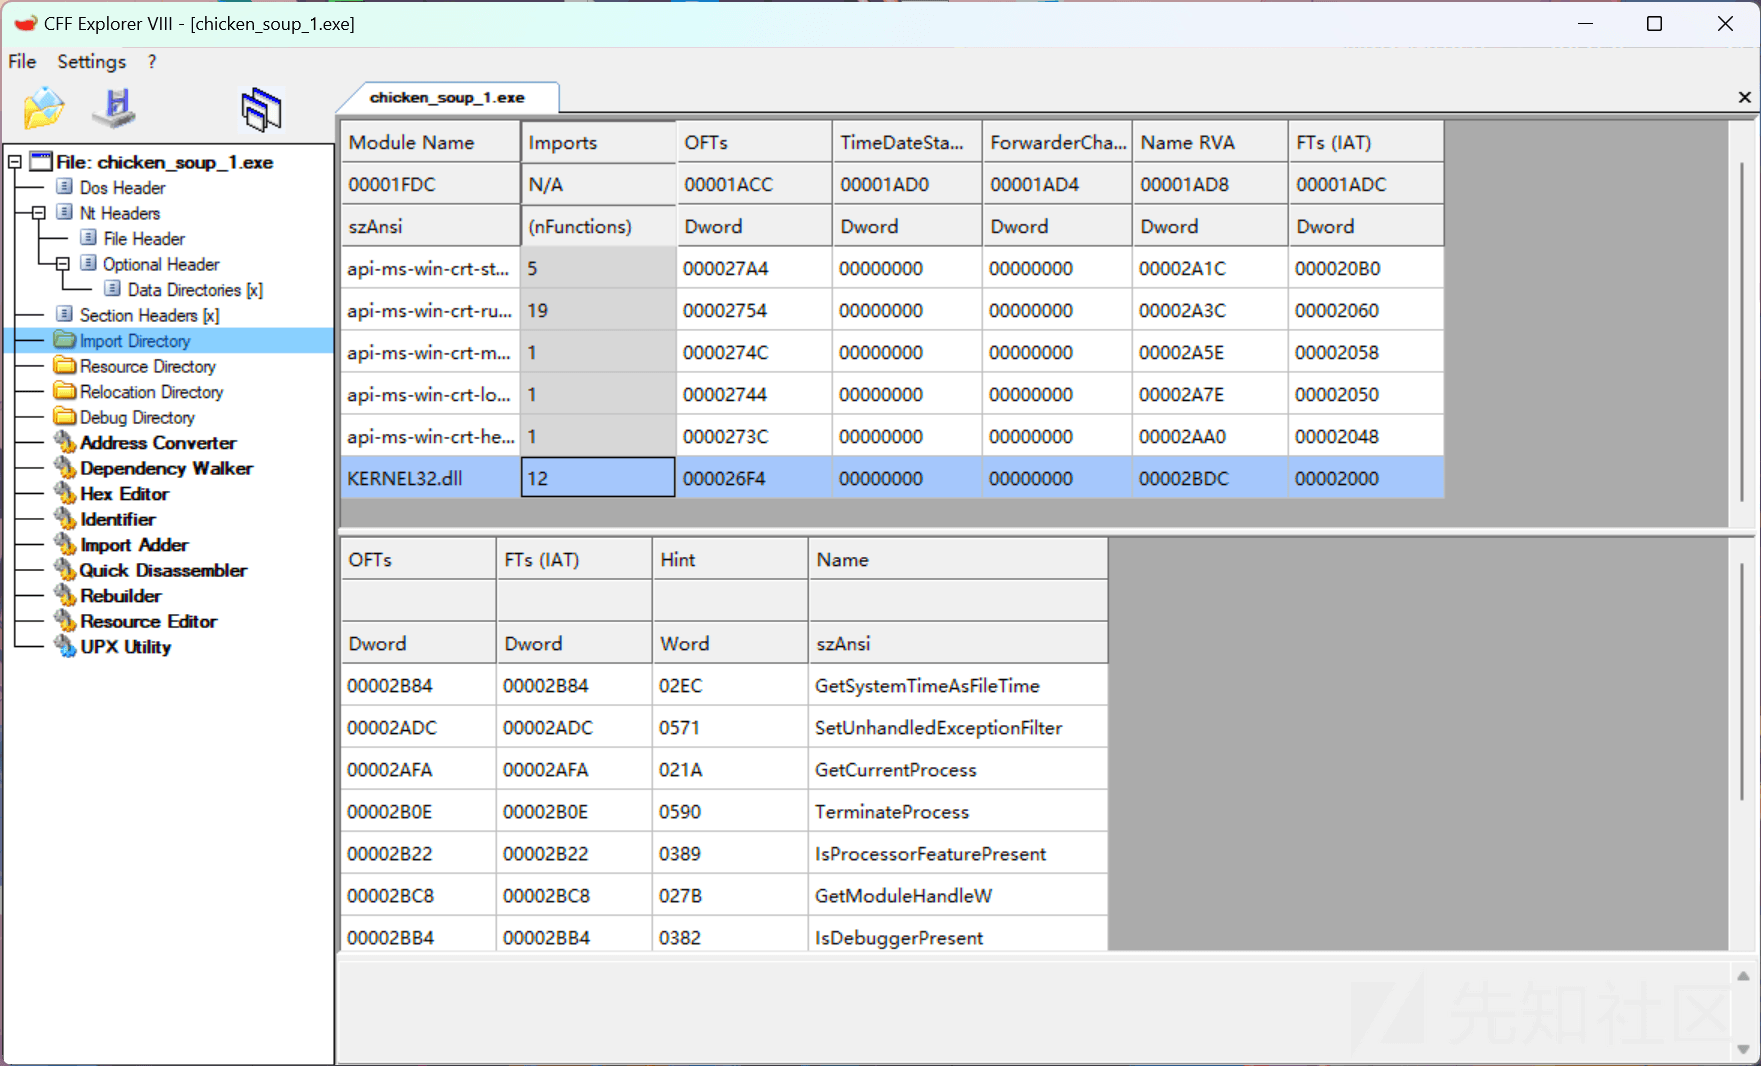 CFF Explorer VIII - [chicken_soup_1.exe]
File Settings ?
chicken_soup_1.exe
File: chicken_soup_1.exe
Dos Header
Nt Headers
File Header
Optional Header
Data Directories [x]
Section Headers [x]
Import Directory
Resource Directory
Relocation Directory
Debug Directory
Address Converter
Dependency Walker
Hex Editor
Identifier
Import Adder
Quick Disassembler
Rebuilder
Resource Editor
UPX Utility
Module Name Imports OFTs TimeDateSta... ForwarderCha... Name RVA FTs (IAT)
00001FDC N/A 00001ACC 00001AD0 00001AD4 00001AD8 00001ADC
szAnsi (nFunctions) Dword Dword Dword Dword Dword
api-ms-win-crt-st... 5 000027A4 00000000 00000000 00002A1C 000020B0
api-ms-win-crt-ru... 19 00002754 00000000 00000000 00002A3C 00002060
api-ms-win-crt-m... 1 0000274C 00000000 00000000 00002A5E 00002058
api-ms-win-crt-lo... 1 00002744 00000000 00000000 00002A7E 00002050
api-ms-win-crt-he... 1 0000273C 00000000 00000000 00002AA0 00002048
KERNEL32.dll 12 000026F4 00000000 00000000 00002BDC 00002000
OFTs FTs (IAT) Hint Name
Dword Dword Word szAnsi
00002B84 00002B84 02EC GetSystemTimeAsFileTime
00002ADC 00002ADC 0571 SetUnhandledExceptionFilter
00002AFA 00002AFA 021A GetCurrentProcess
00002B0E 00002B0E 0590 TerminateProcess
00002B22 00002B22 0389 IsProcessorFeaturePresent
00002BC8 00002BC8 027B GetModuleHandleW
00002BB4 00002BB4 0382 IsDebuggerPresent
先知社区